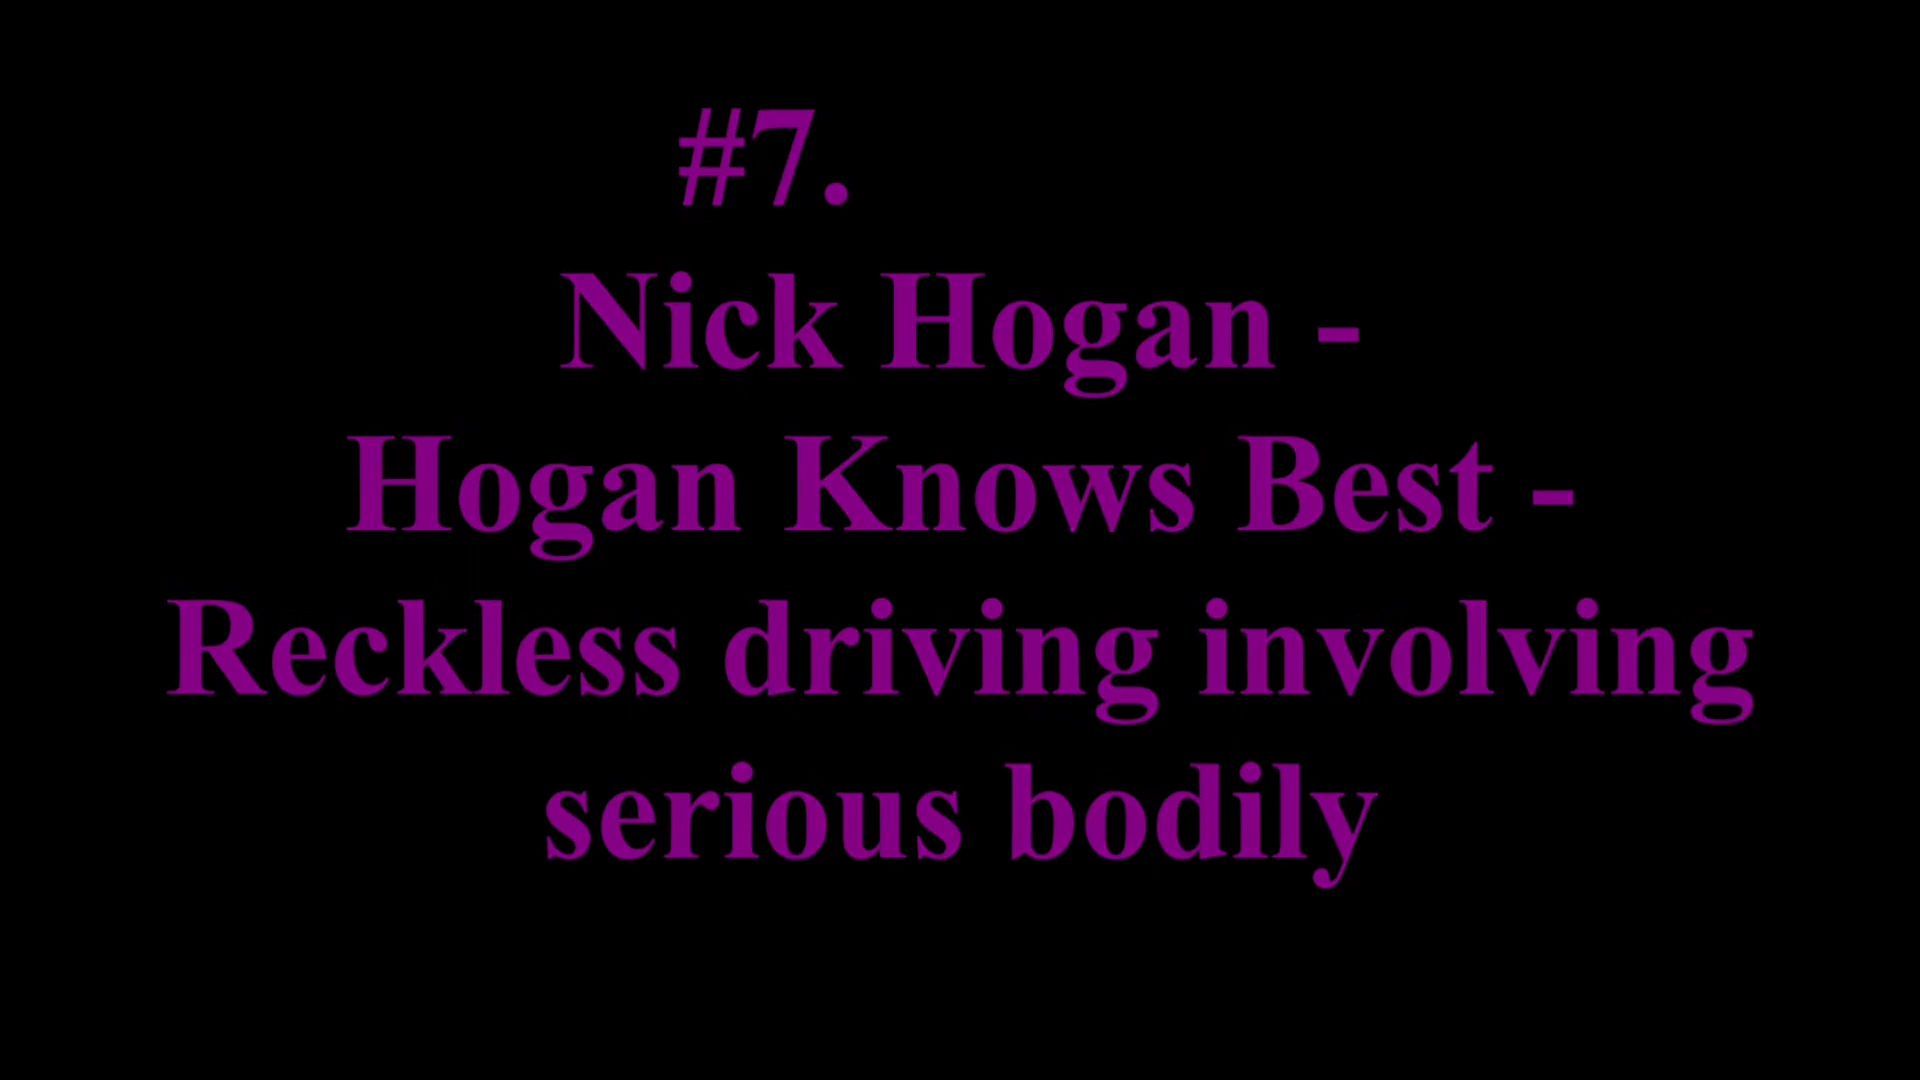 #7.
Nick Hogan -
Hogan Knows Best -
Reckless driving involving
serious bodily